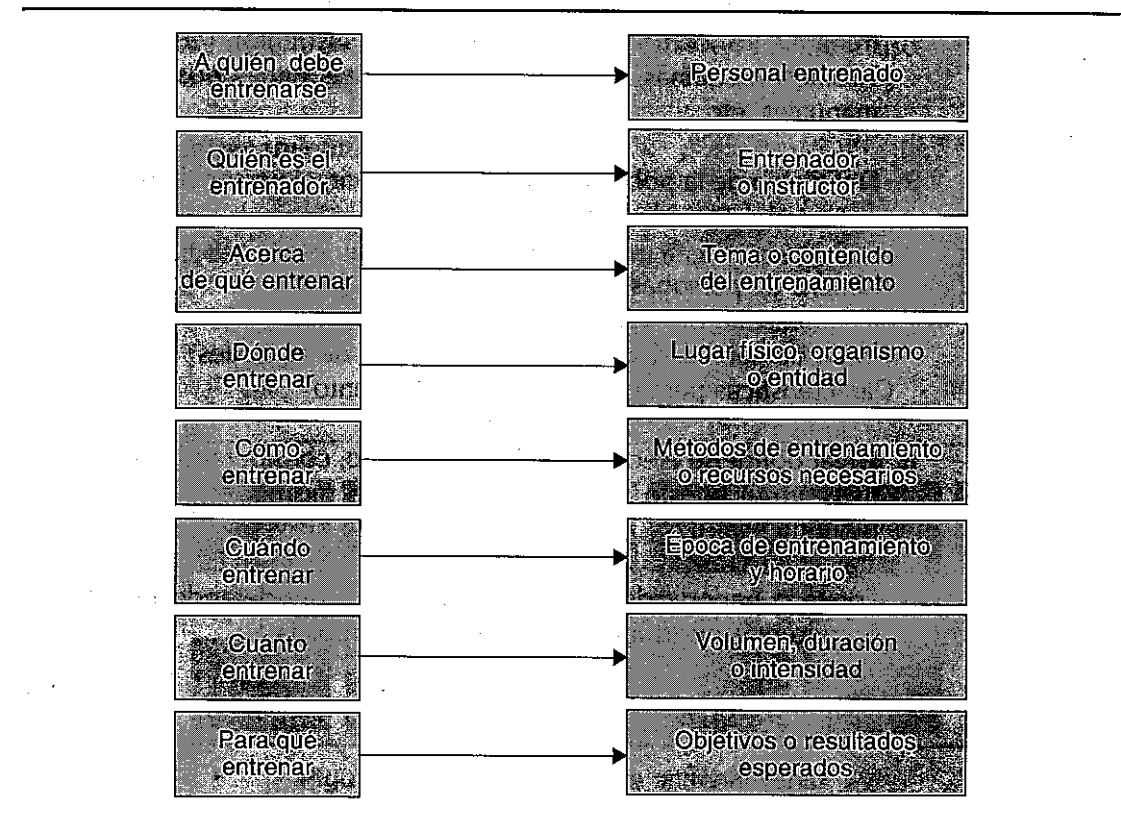 A quién debe
entrenarse
Personal entrenado
Quién es el
entrenador
Entrenador
o instructor
Acerca
de qué entrenar
Tema o contenido
del entrenamiento
Dónde
entrenar
Lugar físico, organismo
o entidad
Cómo
entrenar
Métodos de entrenamiento
o recursos necesarios
Cuándo
entrenar
Época de entrenamiento
y horario
Cuánto
entrenar
Volumen, duración
o intensidad
Para qué
entrenar
Objetivos o resultados
esperados